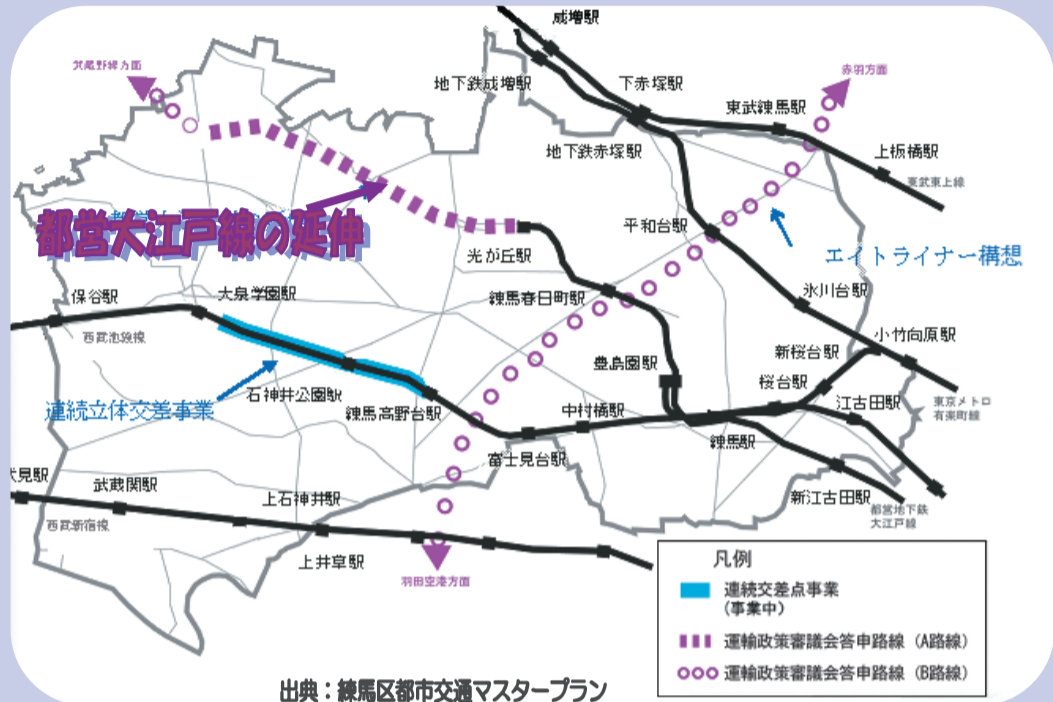 成増駅
武蔵野線方面
地下鉄成増駅
下赤塚駅
赤羽方面
東武練馬駅
地下鉄赤塚駅
上板橋駅
東武東上線
都営大江戸線の延伸
平和台駅
光が丘駅
エイトライナー構想
保谷駅
大泉学園駅
練馬春日町駅
氷川台駅
西武池袋線
小竹向原駅
新桜台駅
豊島園駅
桜台駅
石神井公園駅
連続立体交差事業
練馬高野台駅
中村橋駅
江古田駅
東京メトロ
有楽町線
練馬駅
富士見台駅
伏見駅
武蔵関駅
上石神井駅
新江古田駅
西武新宿線
都営地下鉄
大江戸線
上井草駅
羽田空港方面
凡例
連続交差点事業
(事業中)
運輸政策審議会答申路線（A路線）
運輸政策審議会答申路線（B路線）
出典：練馬区都市交通マスタープラン